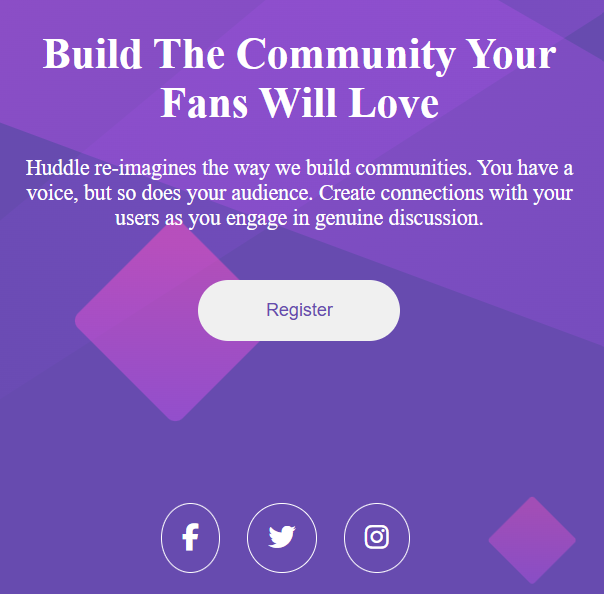 Build The Community Your
Fans Will Love
Huddle re-imagines the way we build communities. You have a
voice, but so does your audience. Create connections with your
users as you engage in genuine discussion.
Register